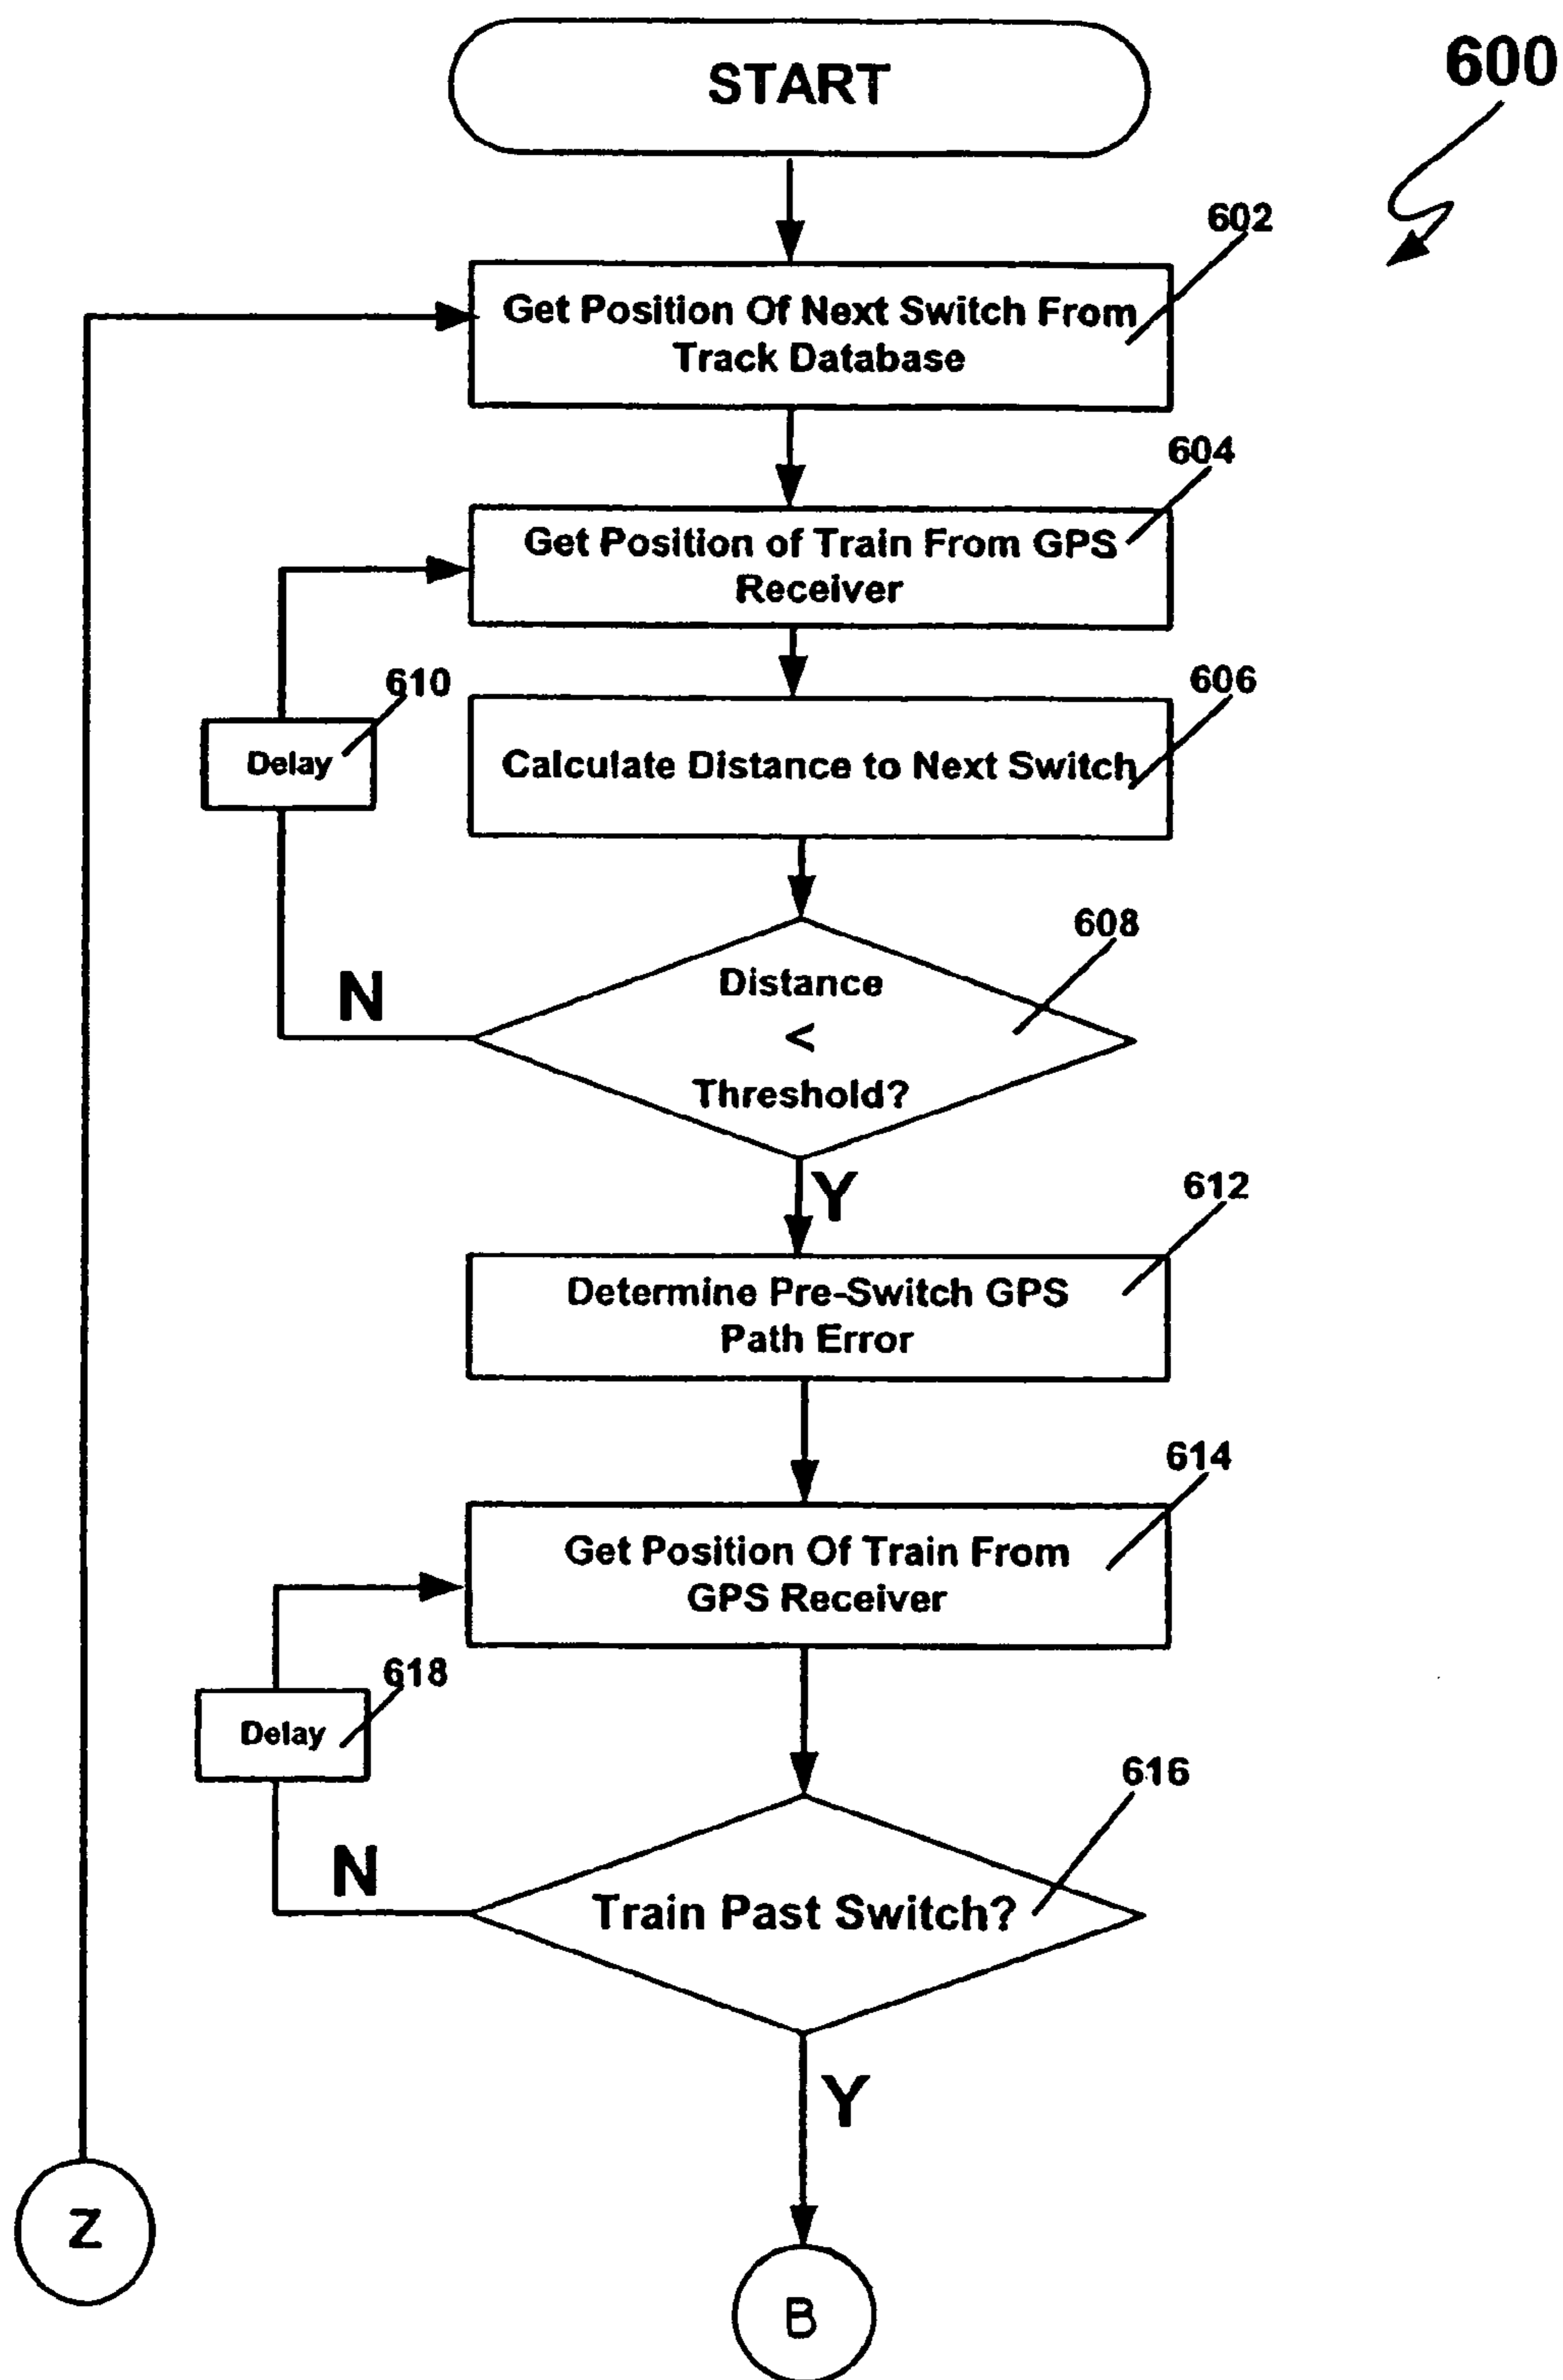 START
600
602
Get Position Of Next Switch From
Track Database
604
Get Position of Train From GPS
Receiver
610
Delay
606
Calculate Distance to Next Switch
608
Distance
<
Threshold?
N
Y
612
Determine Pre-Switch GPS
Path Error
614
Get Position Of Train From
GPS Receiver
618
Delay
616
Train Past Switch?
N
Y
Z
B